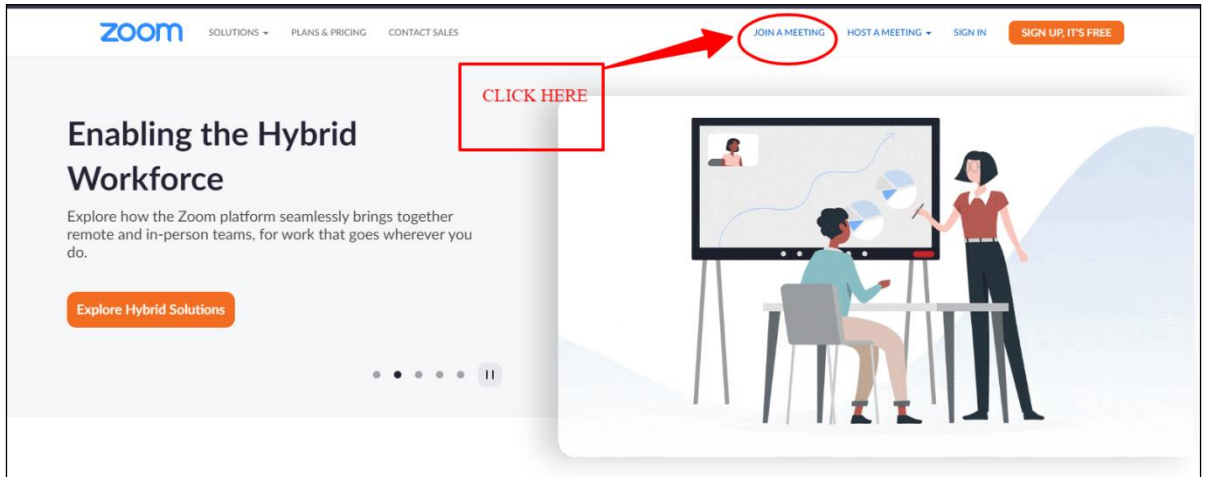 zoom SOLUTIONS PLANS & PRICING CONTACT SALES JOIN A MEETING HOST A MEETING SIGN IN SIGN UP, IT'S FREE
CLICK HERE
Enabling the Hybrid
Workforce
Explore how the Zoom platform seamlessly brings together
remote and in-person teams, for work that goes wherever you
do.
Explore Hybrid Solutions